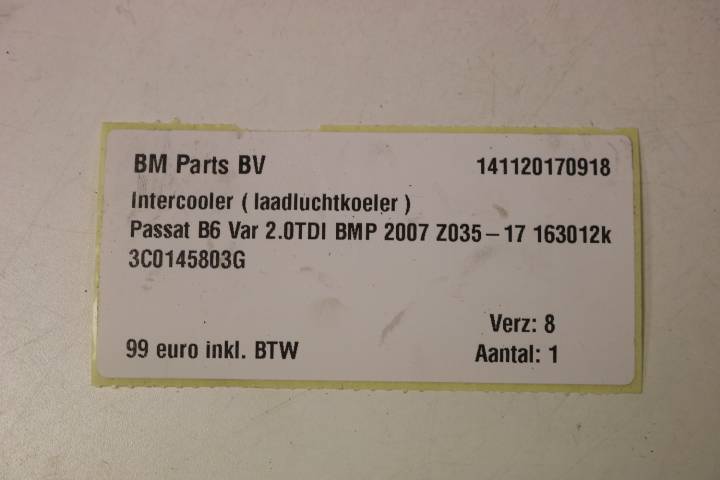 BM Parts BV 141120170918
Intercooler ( laadluchtkoeler )
Passat B6 Var 2.0TDI BMP 2007 Z035-17 163012k
3C0145803G
Verz: 8
99 euro inkl. BTW Aantal: 1